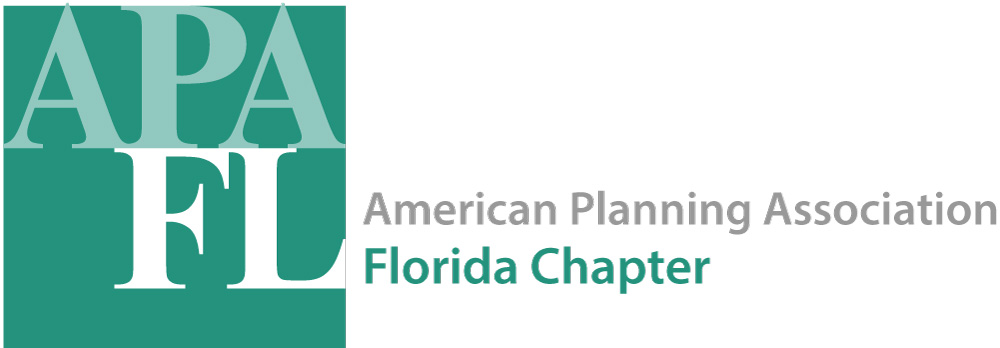 APA
FL
American Planning Association
Florida Chapter